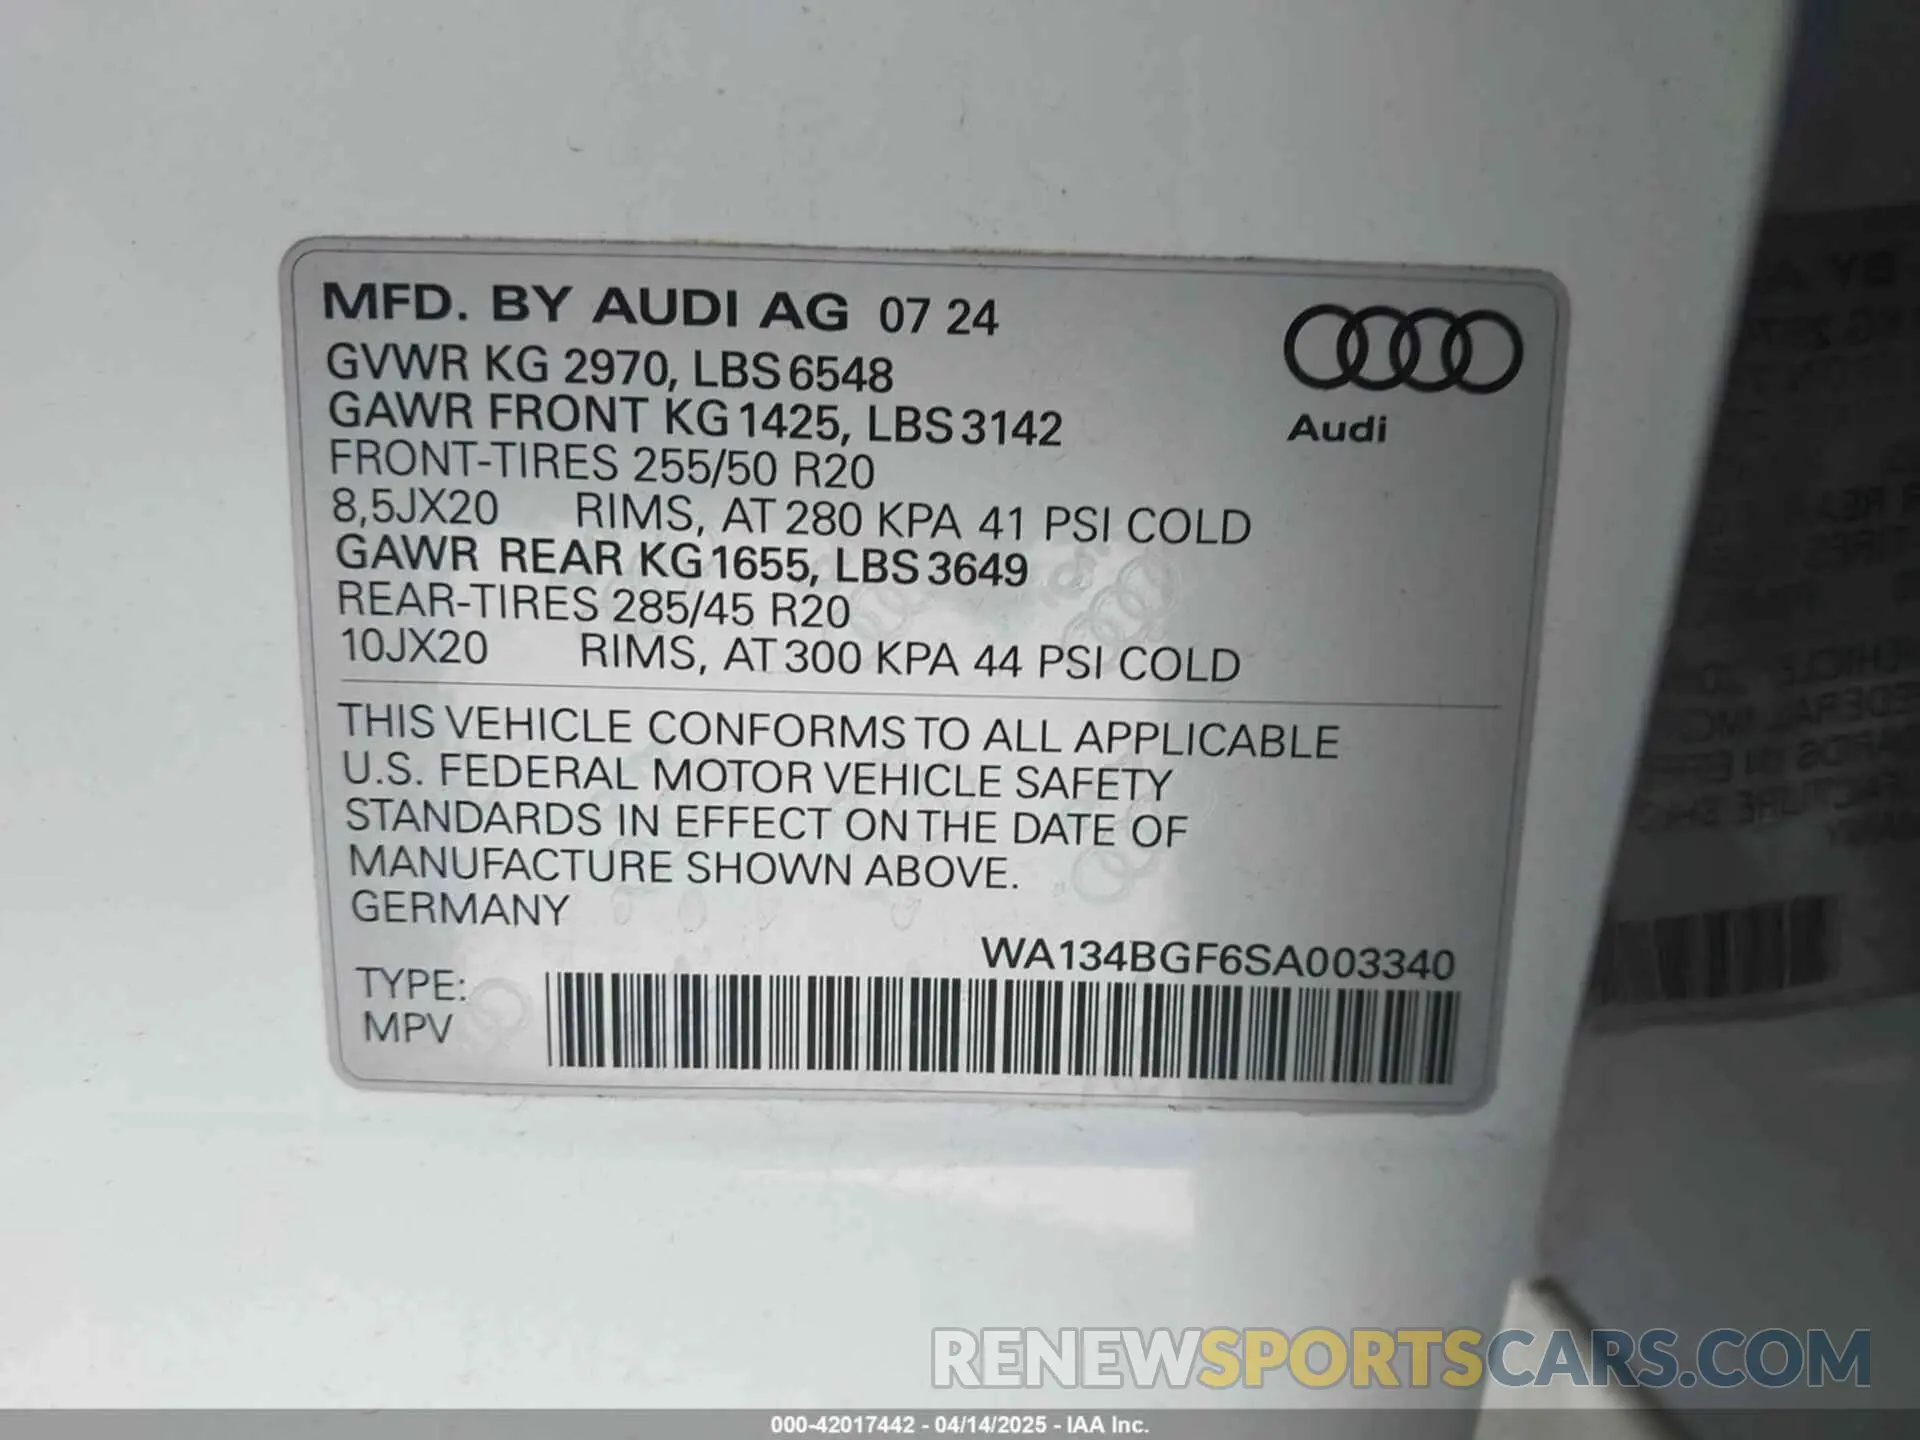 MFD. BY AUDI AG 07 24
GVWR KG 2970, LBS 6548
GAWR FRONT KG 1425, LBS 3142
Audi
FRONT-TIRES 255/50 R20
8,5JX20 RIMS, AT 280 KPA 41 PSI COLD
GAWR REAR KG 1655, LBS 3649
REAR-TIRES 285/45 R20
10JX20 RIMS, AT 300 KPA 44 PSI COLD
THIS VEHICLE CONFORMS TO ALL APPLICABLE
U.S. FEDERAL MOTOR VEHICLE SAFETY
STANDARDS IN EFFECT ON THE DATE OF
MANUFACTURE SHOWN ABOVE.
GERMANY
WA134BGF6SA003340
TYPE:
MPV
RENEWSPORTSCARS.COM
000-42017442 - 04/14/2025 - IAA Inc.